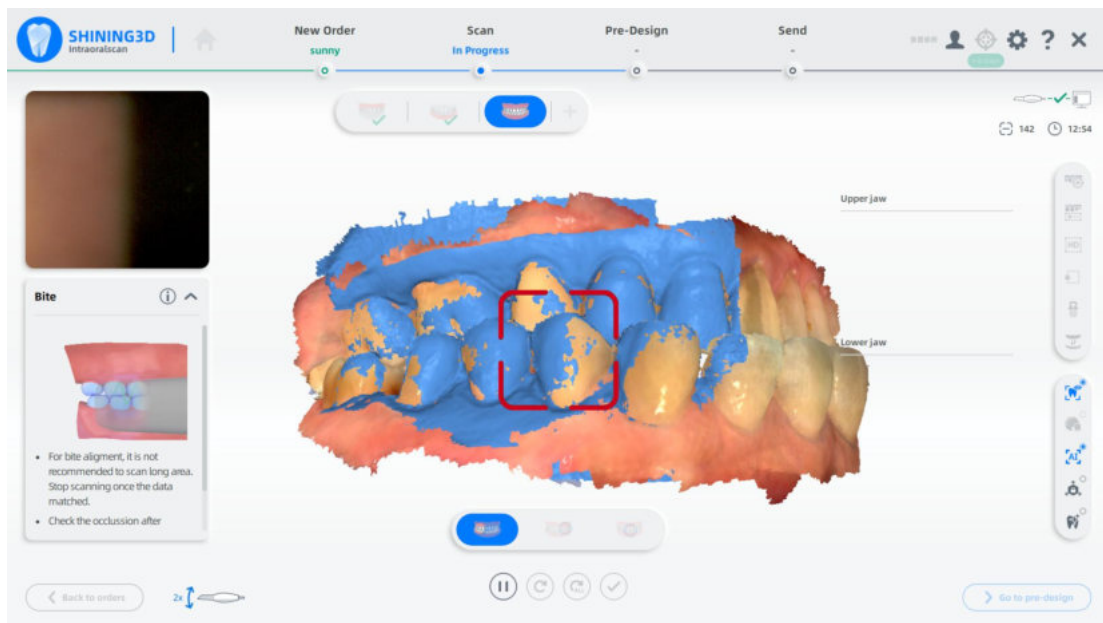 SHINING3D
Intraoralscan
New Order
sunny
Scan
In Progress
Pre-Design
-
Send
-
142
12:54
Upper jaw
Lower jaw
Bite
For bite aligment, it is not
recommended to scan long area.
Stop scanning once the data
matched.
Check the occlussion after
HD
AI
2x
Back to orders
Go to pre-design